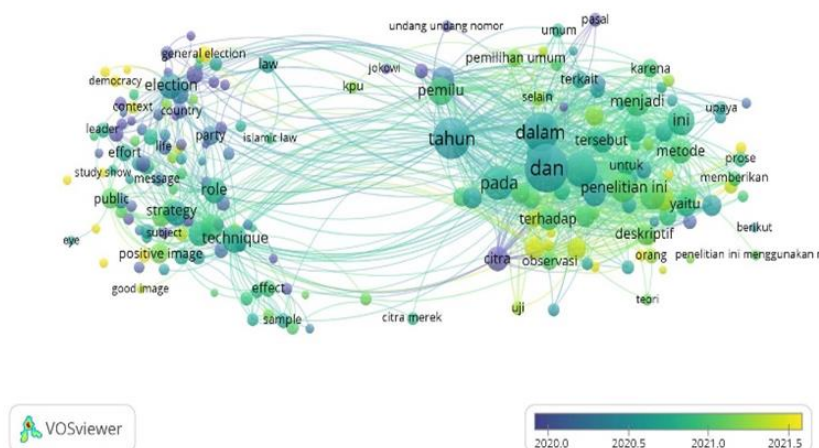 undang undang nomor
pasal
umum
general election
law
pemilihan umum
karena
jokowi
democracy
election
terkait
kpu
pemilu
selain
menjadi
context
country
ini
upaya
leader
party
islamic law
tahun
dalam
tersebut
effort
life
metode
prose
study show
message
dan
untuk
memberikan
role
pada
penelitian ini
public
yaitu
strategy
terhadap
subject
technique
deskriptif
berikut
eye
positive image
citra
observasi
orang
penelitian ini menggunakan
good image
effect
teori
sample
citra merek
uji
VOSviewer
2020.0 2020.5 2021.0 2021.5